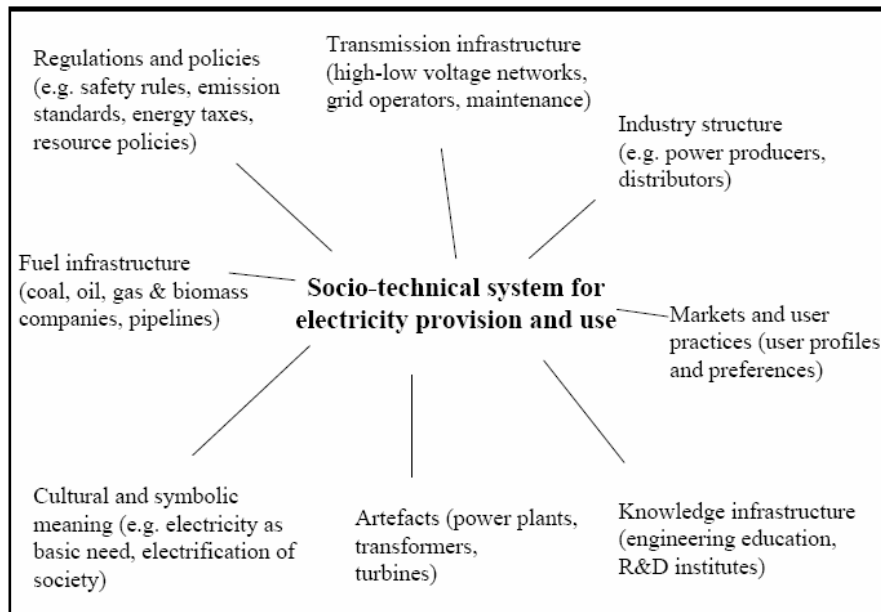 Regulations and policies
(e.g. safety rules, emission
standards, energy taxes,
resource policies)
Transmission infrastructure
(high-low voltage networks,
grid operators, maintenance)
Industry structure
(e.g. power producers,
distributors)
Fuel infrastructure
(coal, oil, gas & biomass
companies, pipelines)
Socio-technical system for
electricity provision and use
Markets and user
practices (user profiles
and preferences)
Cultural and symbolic
meaning (e.g. electricity as
basic need, electrification of
society)
Artefacts (power plants,
transformers,
turbines)
Knowledge infrastructure
(engineering education,
R&D institutes)